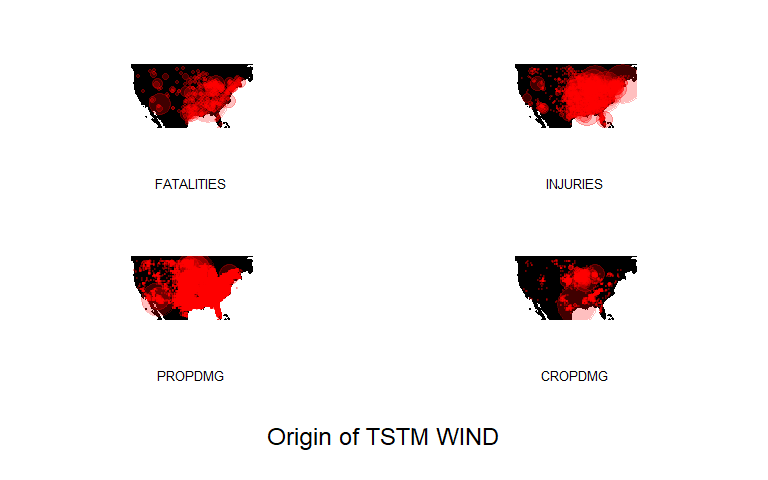 FATALITIES
INJURIES
PROPDMG
CROPDMG
Origin of TSTM WIND